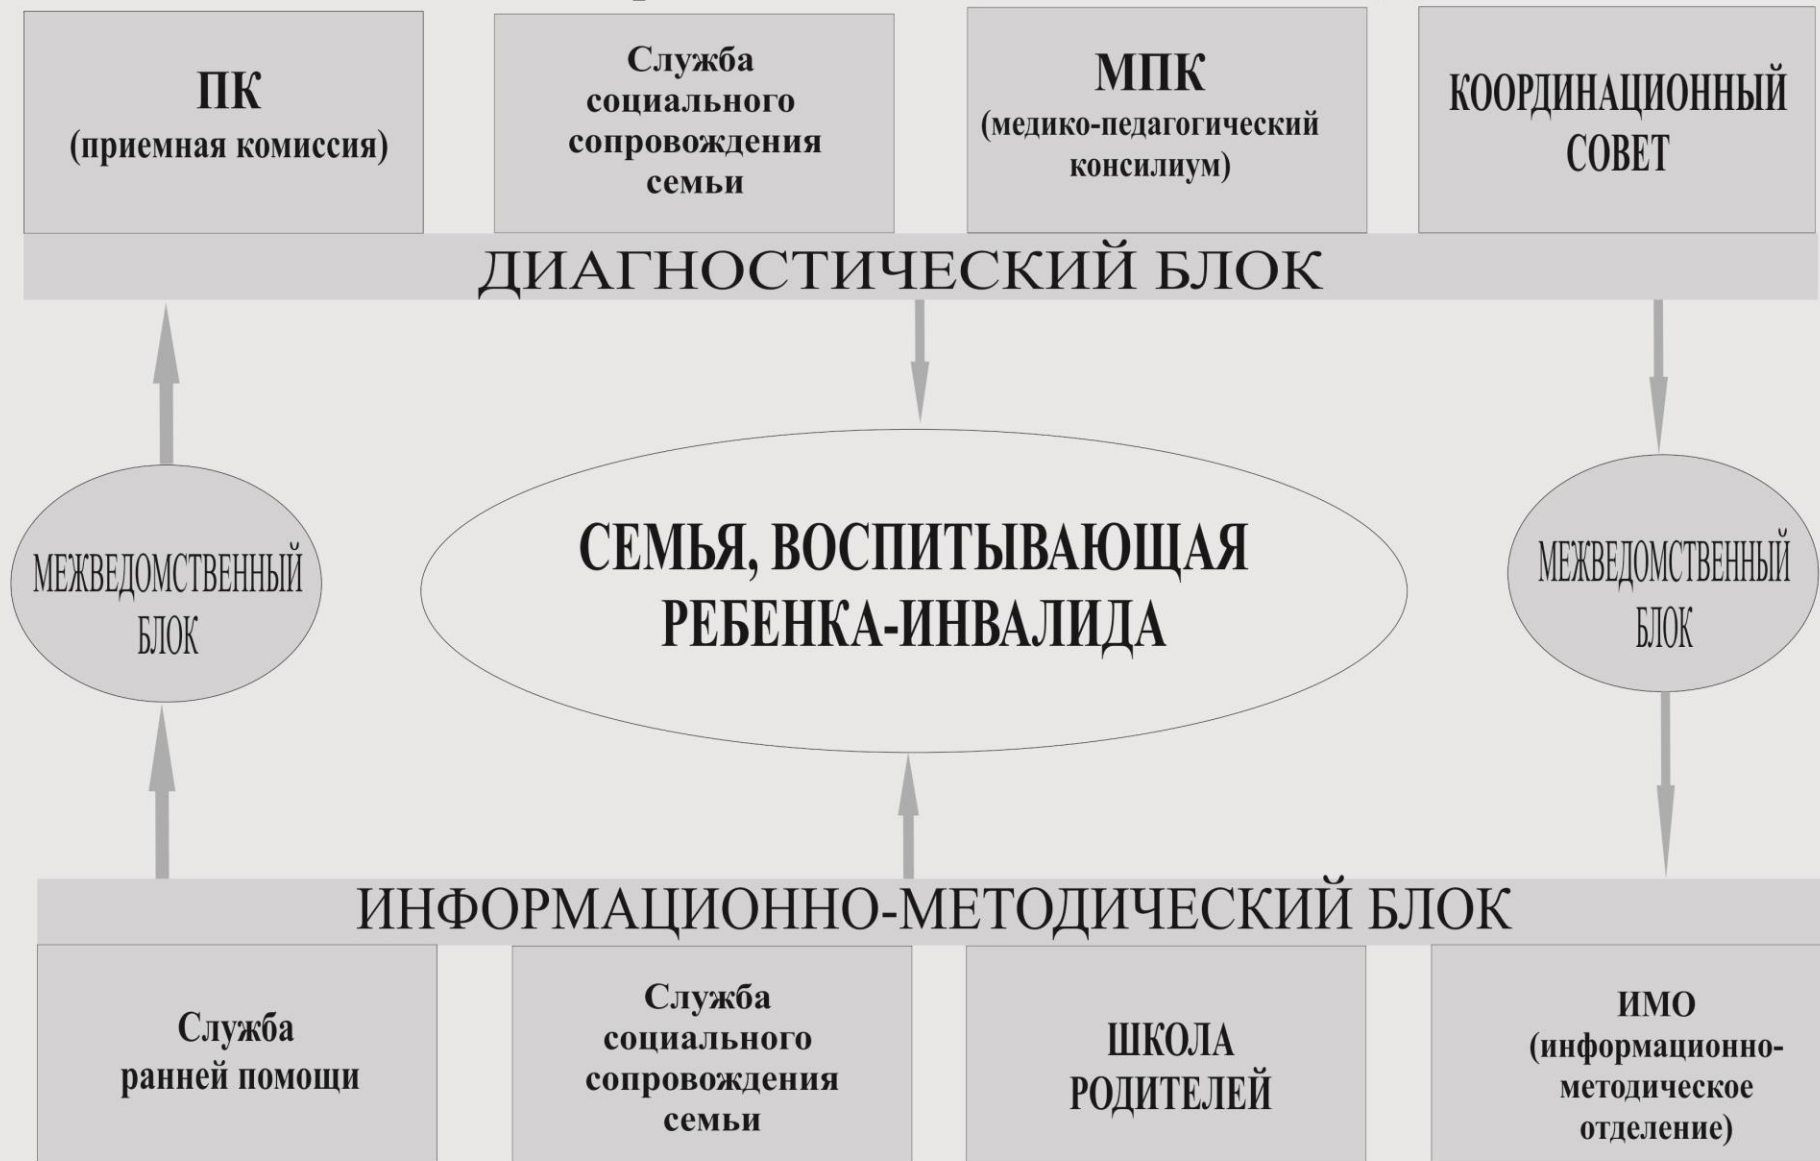 ПК
(приемная комиссия)
Служба
социального
сопровождения
семьи
МПК
(медико-педагогический
консилиум)
КООРДИНАЦИОННЫЙ
СОВЕТ
ДИАГНОСТИЧЕСКИЙ БЛОК
МЕЖВЕДОМСТВЕННЫЙ
БЛОК
СЕМЬЯ, ВОСПИТЫВАЮЩАЯ
РЕБЕНКА-ИНВАЛИДА
МЕЖВЕДОМСТВЕННЫЙ
БЛОК
ИНФОРМАЦИОННО-МЕТОДИЧЕСКИЙ БЛОК
Служба
ранней помощи
Служба
социального
сопровождения
семьи
ШКОЛА
РОДИТЕЛЕЙ
ИМО
(информационно-
методическое
отделение)